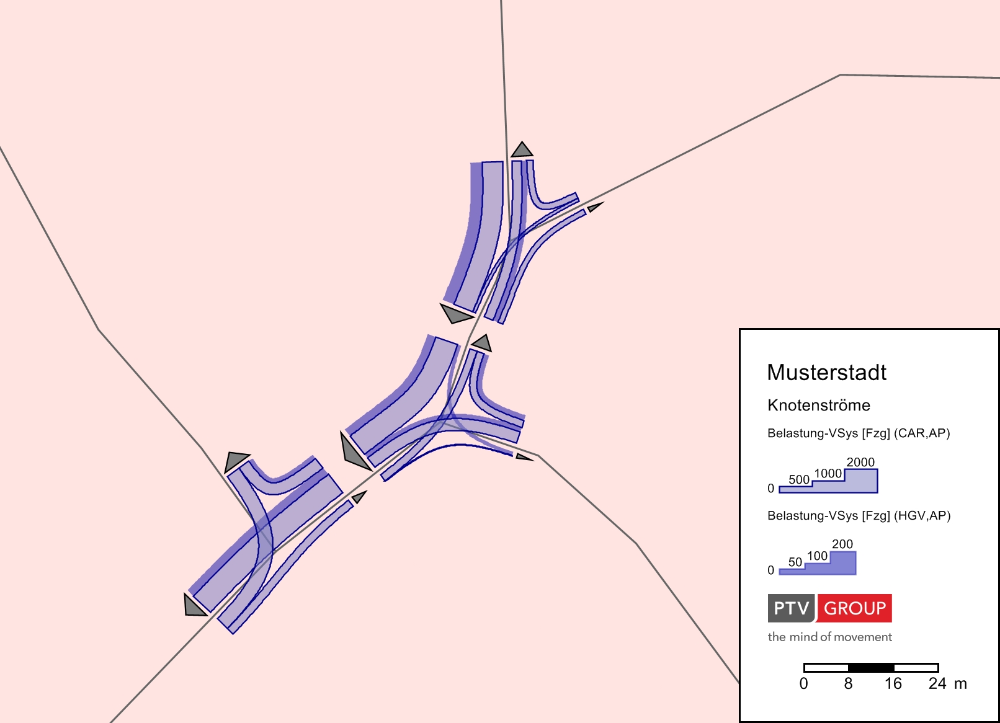 Musterstadt
Knotenströme
Belastung-VSys [Fzg] (CAR,AP)
0 500 1000 2000
Belastung-VSys [Fzg] (HGV,AP)
0 50 100 200
PTV GROUP
the mind of movement
0 8 16 24 m